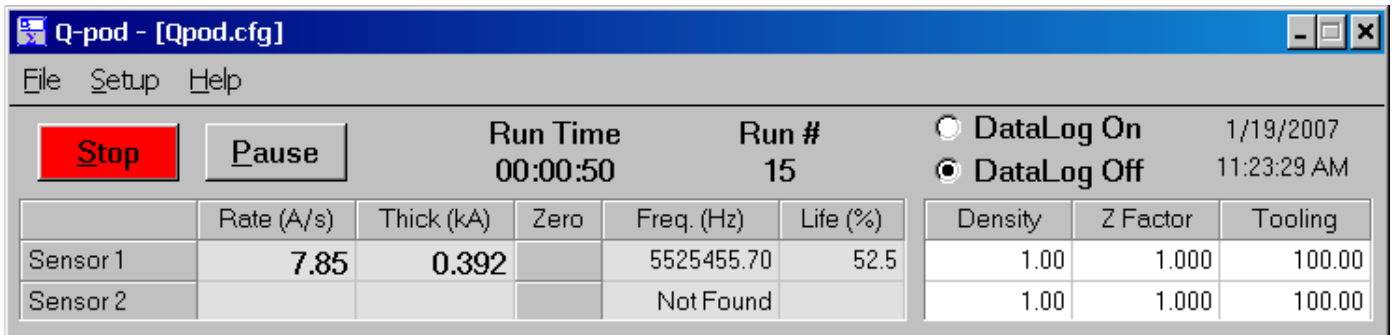 Q-pod - [Qpod.cfg]
File Setup Help
Stop Pause Run Time Run # DataLog On 1/19/2007
00:00:50 15 DataLog Off 11:23:29 AM
Rate (A/s) Thick (kA) Zero Freq. (Hz) Life (%) Density Z Factor Tooling
Sensor 1 7.85 0.392 5525455.70 52.5 1.00 1.000 100.00
Sensor 2 Not Found 1.00 1.000 100.00